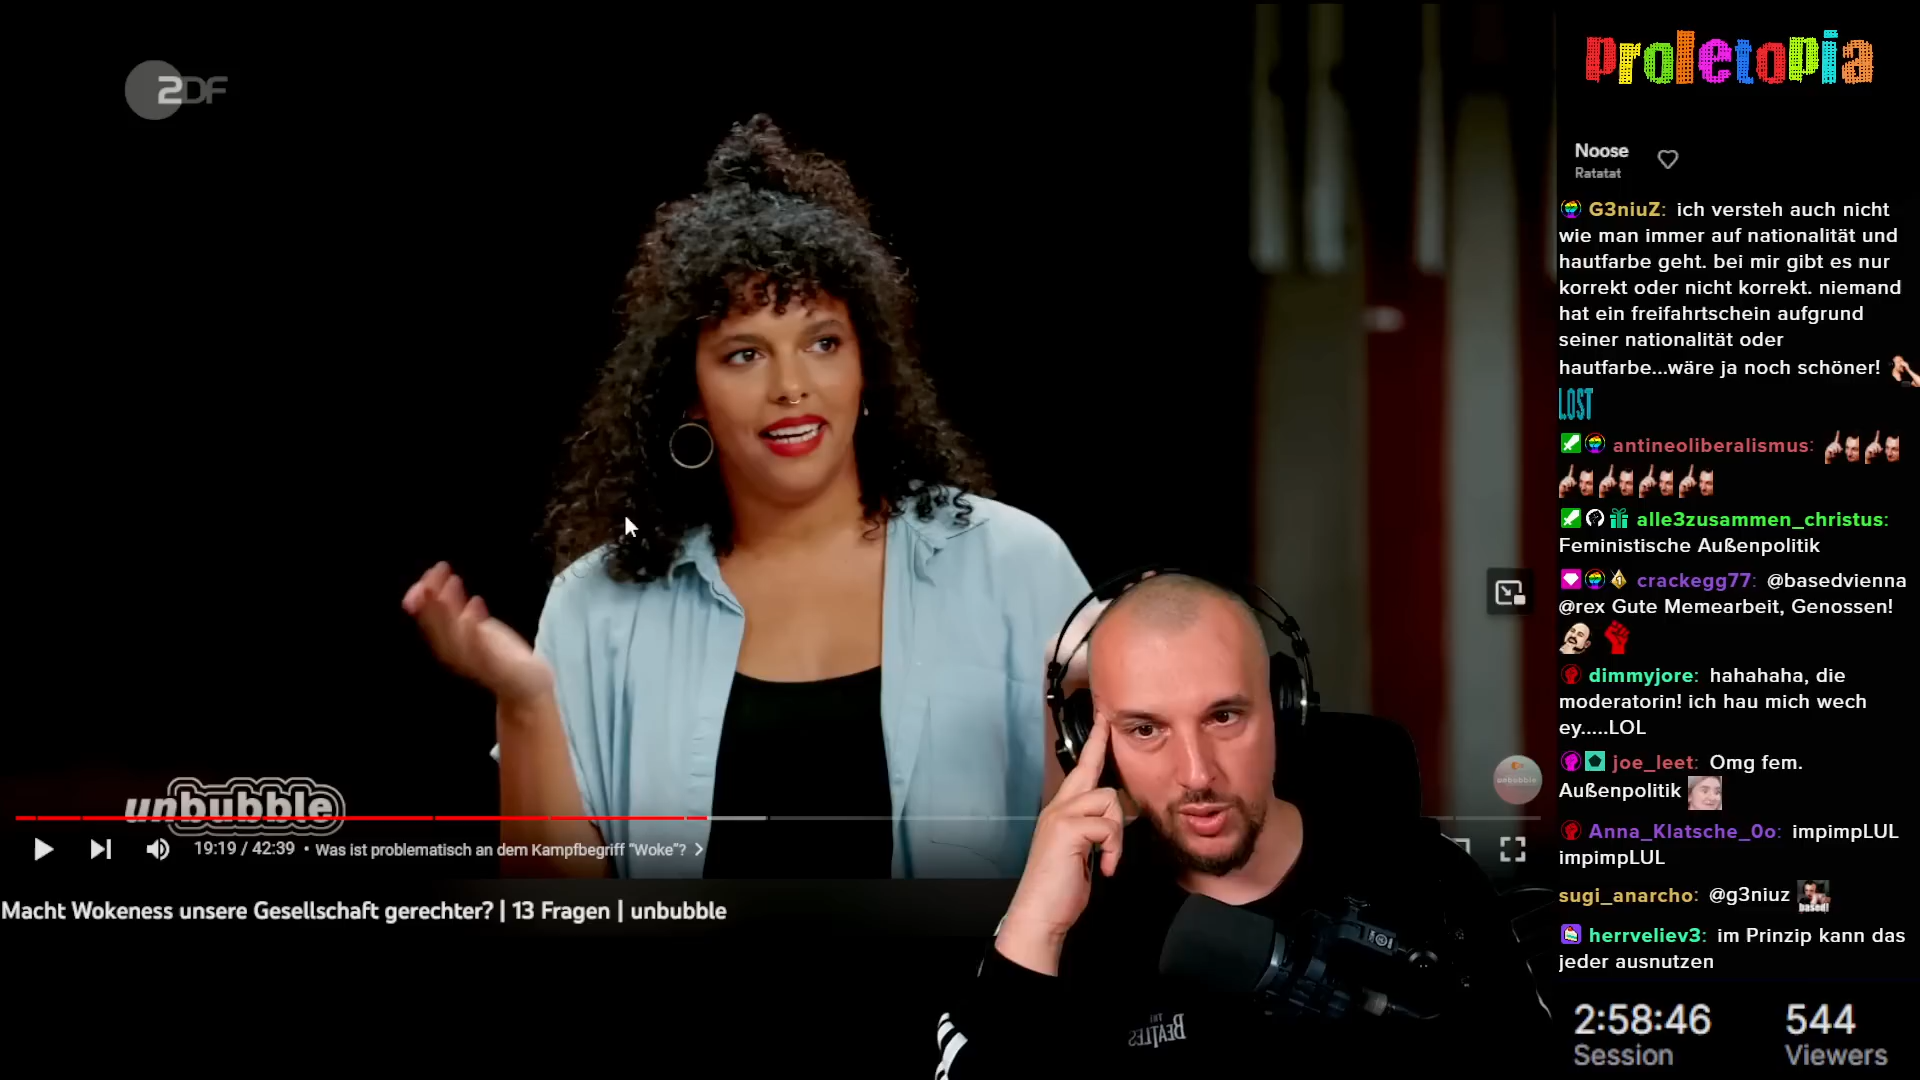 2DF
Proletopia
Noose
Ratatat
G3niuZ: ich versteh auch nicht
wie man immer auf nationalität und
hautfarbe geht. bei mir gibt es nur
korrekt oder nicht korrekt. niemand
hat ein freifahrtschein aufgrund
seiner nationalität oder
hautfarbe...wäre ja noch schöner!
LOST
antineoliberalismus:
alle3zusammen_christus:
Feministische Außenpolitik
crackegg77: @basedvienna
@rex Gute Memearbeit, Genossen!
dimmyjore: hahahaha, die
moderatorin! ich hau mich wech
ey.....LOL
joe_leet: Omg fem.
Außenpolitik
Anna_Klatsche_0o: impimpLUL
impimpLUL
sugi_anarcho: @g3niuz
based!
herrveliev3: im Prinzip kann das
jeder ausnutzen
2:58:46
Session
544
Viewers
unbubble
unbubble
19:19 / 42:39 • Was ist problematisch an dem Kampfbegriff “Woke”?
Macht Wokeness unsere Gesellschaft gerechter? | 13 Fragen | unbubble
THE
BEATLES